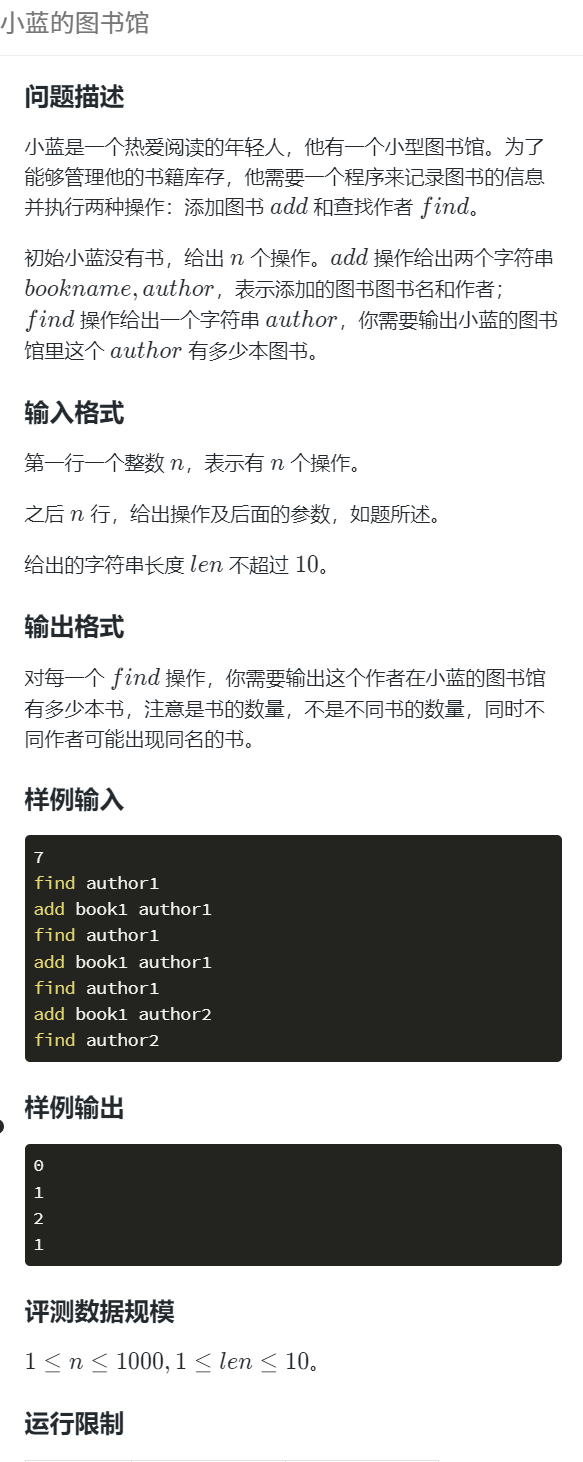 小蓝的图书馆
问题描述
小蓝是一个热爱阅读的年轻人，他有一个小型图书馆。为了
能够管理他的书籍库存，他需要一个程序来记录图书的信息
并执行两种操作：添加图书 add 和查找作者 find。
初始小蓝没有书，给出 n 个操作。add 操作给出两个字符串
bookname, author，表示添加的图书图书名和作者；
find 操作给出一个字符串 author，你需要输出小蓝的图书
馆里这个 author 有多少本图书。
输入格式
第一行一个整数 n，表示有 n 个操作。
之后 n 行，给出操作及后面的参数，如题所述。
给出的字符串长度 len 不超过 10。
输出格式
对每一个 find 操作，你需要输出这个作者在小蓝的图书馆
有多少本书，注意是书的数量，不是不同书的数量，同时不
同作者可能出现同名的书。
样例输入
7
find author1
add book1 author1
find author1
add book1 author1
find author1
add book1 author2
find author2
样例输出
0
1
2
1
评测数据规模
1 ≤ n ≤ 1000, 1 ≤ len ≤ 10。
运行限制